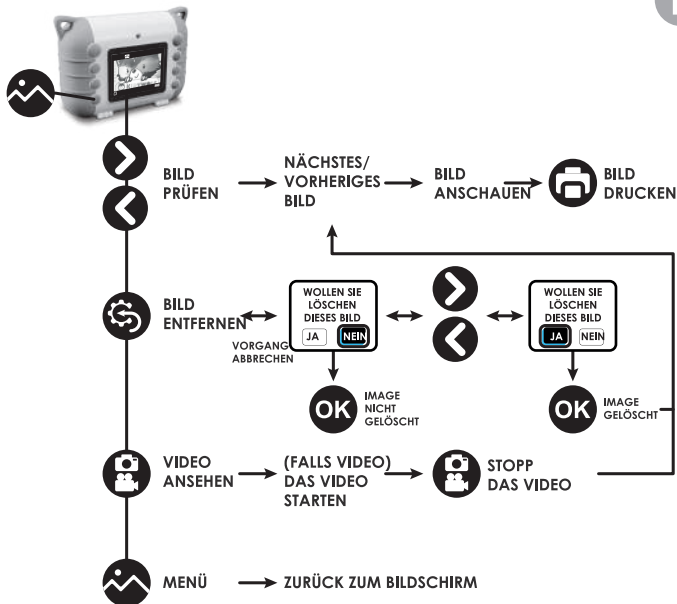 BILD
PRÜFEN
NÄCHSTES/
VORHERIGES
BILD
BILD
ANSCHAUEN
BILD
DRUCKEN
BILD
ENTFERNEN
VORGANG
ABBRECHEN
WOLLEN SIE
LÖSCHEN
DIESES BILD
JA NEIN
WOLLEN SIE
LÖSCHEN
DIESES BILD
JA NEIN
OK
IMAGE
NICHT
GELÖSCHT
OK
IMAGE
GELÖSCHT
VIDEO
ANSEHEN
(FALLS VIDEO)
DAS VIDEO
STARTEN
STOPP
DAS VIDEO
MENÜ
ZURÜCK ZUM BILDSCHIRM